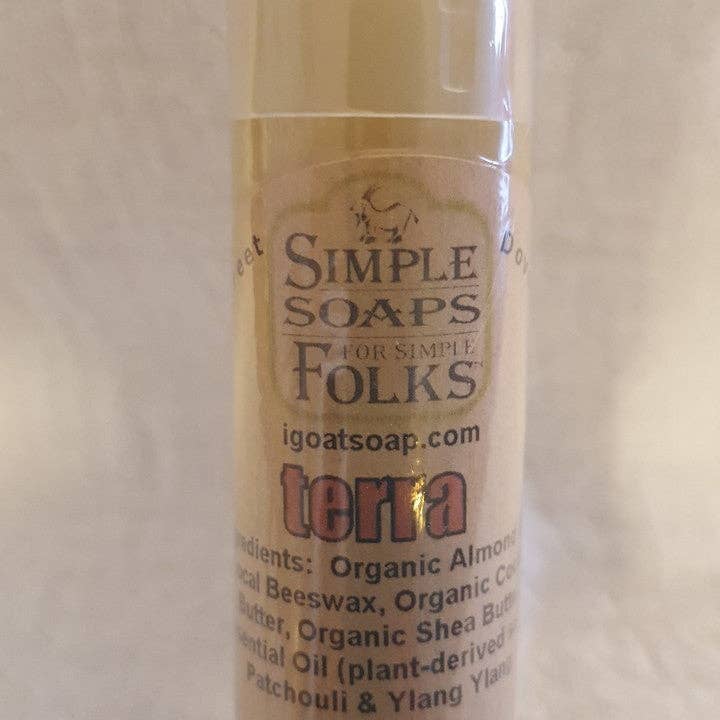 SIMPLE
SOAPS
FOR SIMPLE
FOLKS™
igoatsoap.com
terra
Organic Almond
Beeswax, Organic
Butter, Organic Shea
Oil (plant-derived
Patchouli & Ylang Ylang